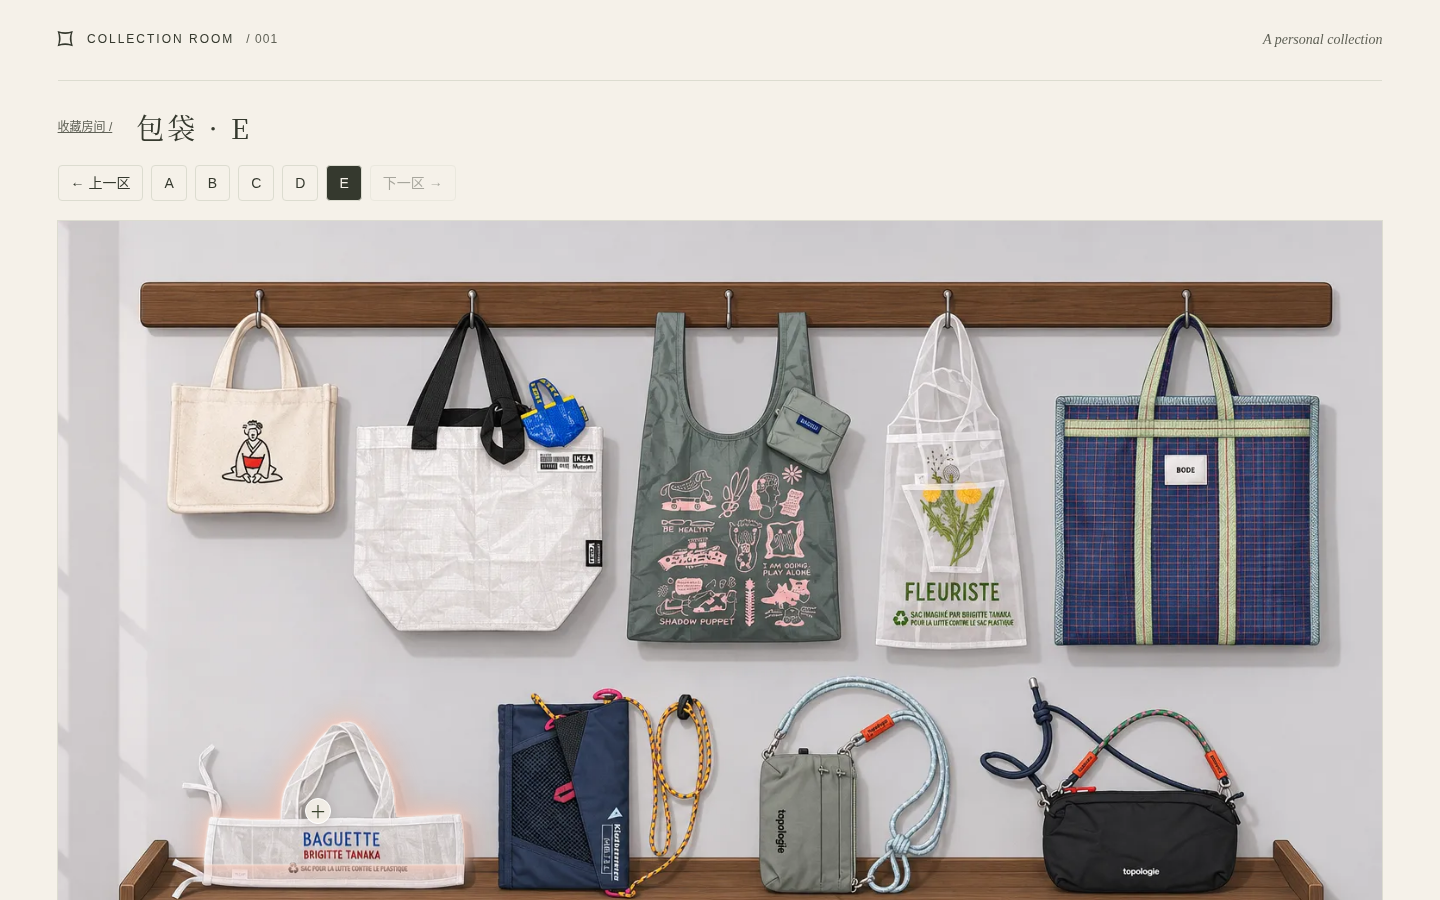 COLLECTION ROOM / 001
A personal collection
收藏房间 /
包袋 · E
← 上一区
A
B
C
D
E
下一区 →
IKEA
Museum
BE HEALTHY
I AM GOING
PLAY ALONE
SHADOW PUPPET
FLEURISTE
SAC IMAGINÉ PAR BRIGITTE TANAKA
POUR LA LUTTE CONTRE LE SAC PLASTIQUE
BODE
BAGUETTE
BRIGITTE TANAKA
SAC POUR LA LUTTE CONTRE LE PLASTIQUE
topologie
topologie